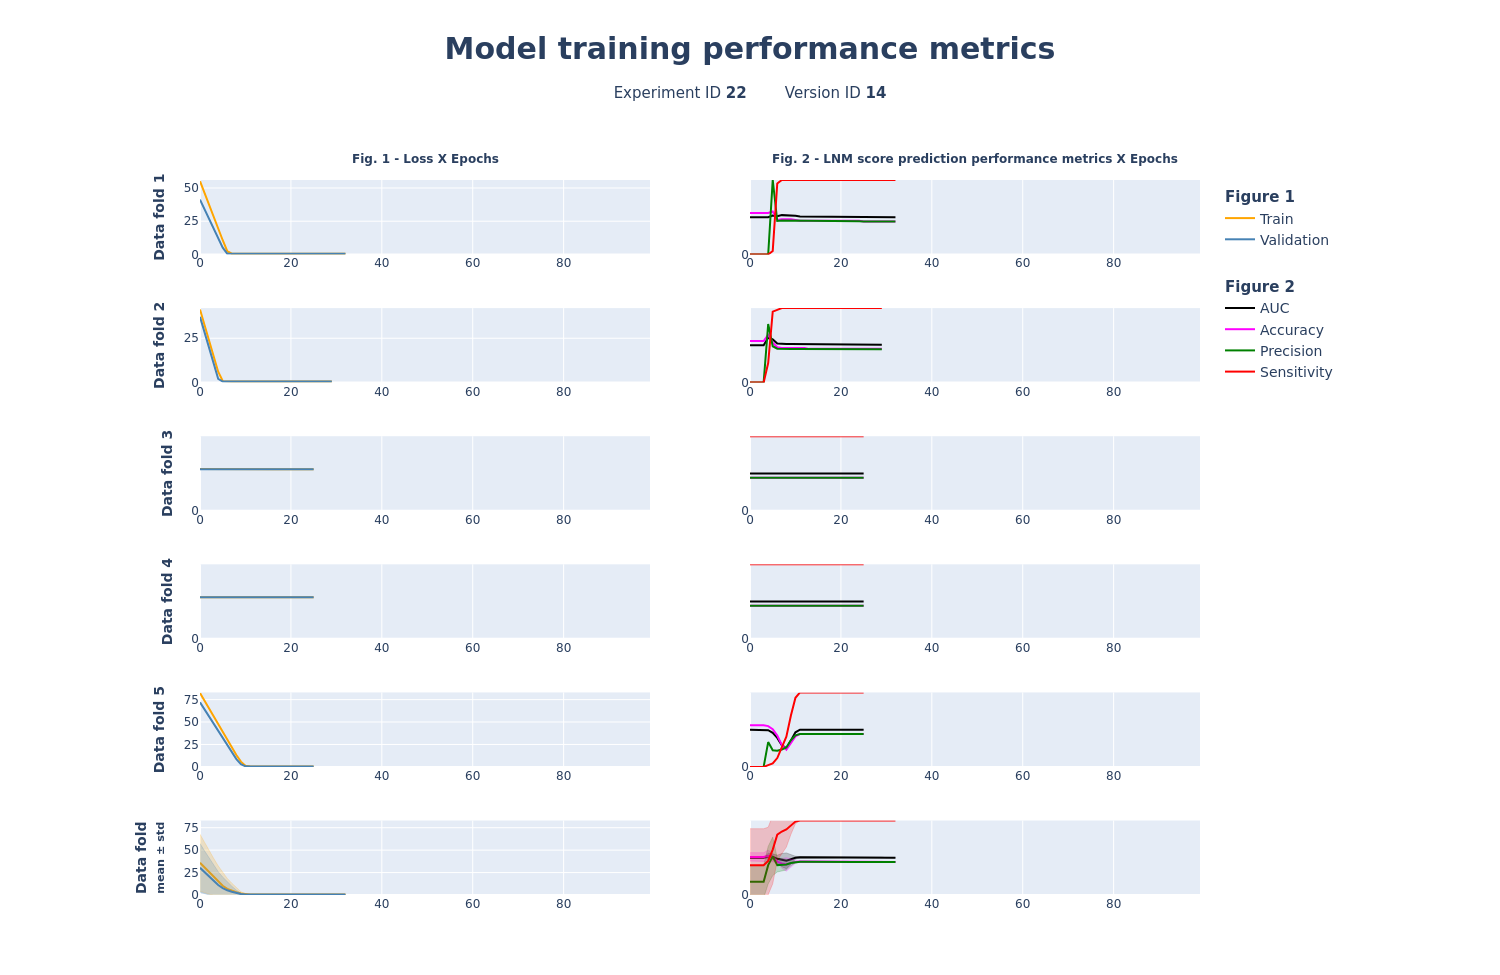 Model training performance metrics
Experiment ID 22 Version ID 14
Fig. 1 - Loss X Epochs
Fig. 2 - LNM score prediction performance metrics X Epochs
Data fold 1
50
25
0
0 20 40 60 80
0
0 20 40 60 80
Data fold 2
25
0
0 20 40 60 80
0
0 20 40 60 80
Data fold 3
0
0 20 40 60 80
0
0 20 40 60 80
Data fold 4
0
0 20 40 60 80
0
0 20 40 60 80
Data fold 5
75
50
25
0
0 20 40 60 80
0
0 20 40 60 80
Data fold
mean ± std
75
50
25
0
0 20 40 60 80
0
0 20 40 60 80
Figure 1
Train
Validation
Figure 2
AUC
Accuracy
Precision
Sensitivity